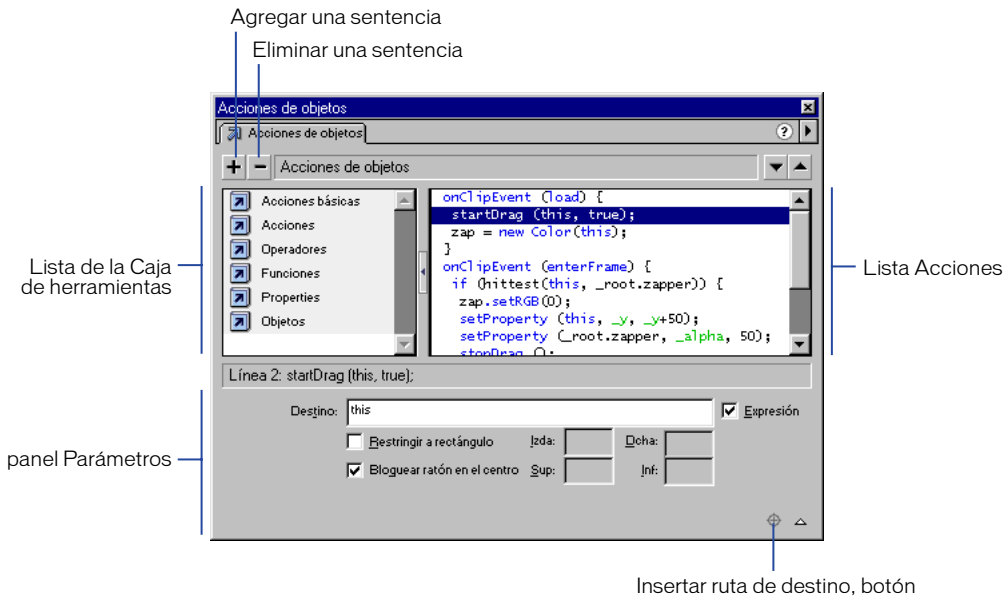 Agregar una sentencia
Eliminar una sentencia
Acciones de objetos
Acciones de objetos
?
Acciones de objetos
Acciones básicas
Acciones
Operadores
Funciones
Properties
Objetos
onClipEvent (load) {
startDrag (this, true);
zap = new Color(this);
}
onClipEvent (enterFrame) {
if (hittest(this, _root.zapper)) {
zap.setRGB(0);
setProperty (this, _y, _y+50);
setProperty (_root.zapper, _alpha, 50);
stopDrag ();
Lista de la Caja
de herramientas
Lista Acciones
Línea 2: startDrag (this, true);
Destino: this
Expresión
Restringir a rectángulo Izda: Dcha:
Bloquear ratón en el centro Sup: Inf:
panel Parámetros
Insertar ruta de destino, botón